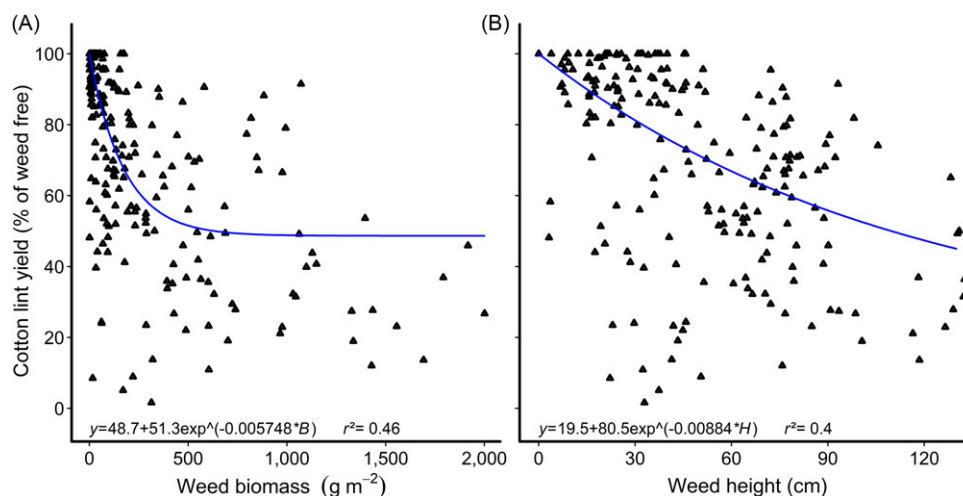 (A)
(B)
Cotton lint yield (% of weed free)
100
80
60
40
20
0
y=48.7+51.3exp^(-0.005748*B) r²= 0.46
y=19.5+80.5exp^(-0.00884*H) r²= 0.4
0 500 1,000 1,500 2,000
0 30 60 90 120
Weed biomass (g m⁻²)
Weed height (cm)